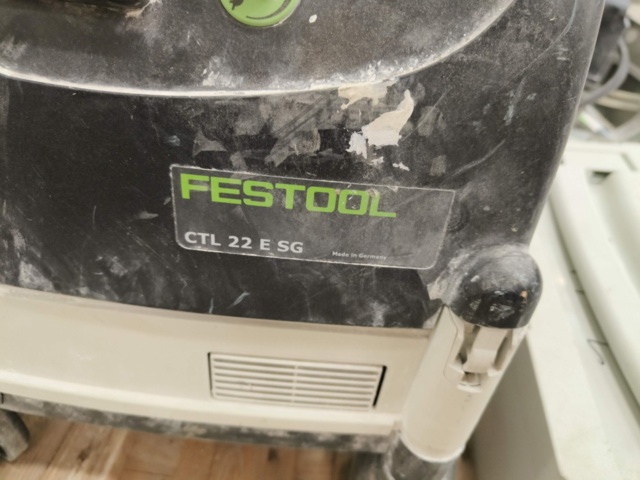 FESTOOL
CTL 22 E SG
Made in Germany